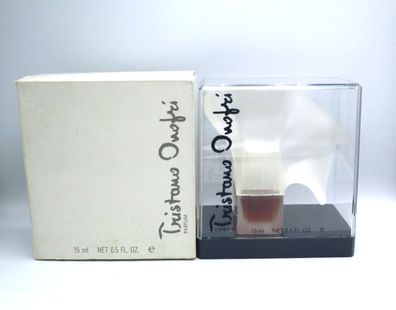 Tristano Onofri
PARFUM
15 ml NET 0.5 FL. OZ. e
Tristano Onofri
15 ml NET 0.5 FL. OZ. e